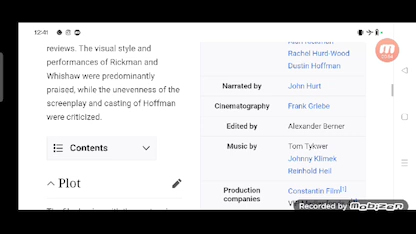 12:41
reviews. The visual style and
performances of Rickman and
Whishaw were predominantly
praised, while the unevenness of the
screenplay and casting of Hoffman
were criticized.
Contents
Plot
Rachel Hurd-Wood
Dustin Hoffman
Narrated by John Hurt
Cinematography Frank Griebe
Edited by Alexander Berner
Music by Tom Tykwer
Johnny Klimek
Reinhold Heil
Production companies Constantin Film[1]
Recorded by Mobizen